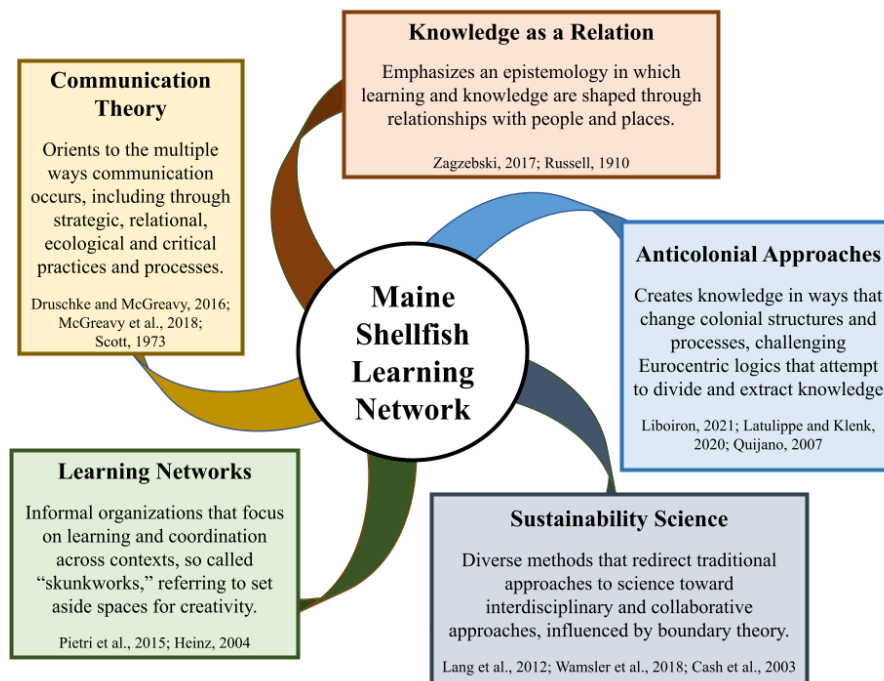 Knowledge as a Relation
Emphasizes an epistemology in which
learning and knowledge are shaped through
relationships with people and places.
Zagzebski, 2017; Russell, 1910
Communication
Theory
Orients to the multiple
ways communication
occurs, including through
strategic, relational,
ecological and critical
practices and processes.
Druschke and McGreavy, 2016;
McGreavy et al., 2018;
Scott, 1973
Anticolonial Approaches
Creates knowledge in ways that
change colonial structures and
processes, challenging
Eurocentric logics that attempt
to divide and extract knowledge
Liboiron, 2021; Latulippe and Klenk,
2020; Quijano, 2007
Maine
Shellfish
Learning
Network
Learning Networks
Informal organizations that focus
on learning and coordination
across contexts, so called
“skunkworks,” referring to set
aside spaces for creativity.
Pietri et al., 2015; Heinz, 2004
Sustainability Science
Diverse methods that redirect traditional
approaches to science toward
interdisciplinary and collaborative
approaches, influenced by boundary theory.
Lang et al., 2012; Wamsler et al., 2018; Cash et al., 2003